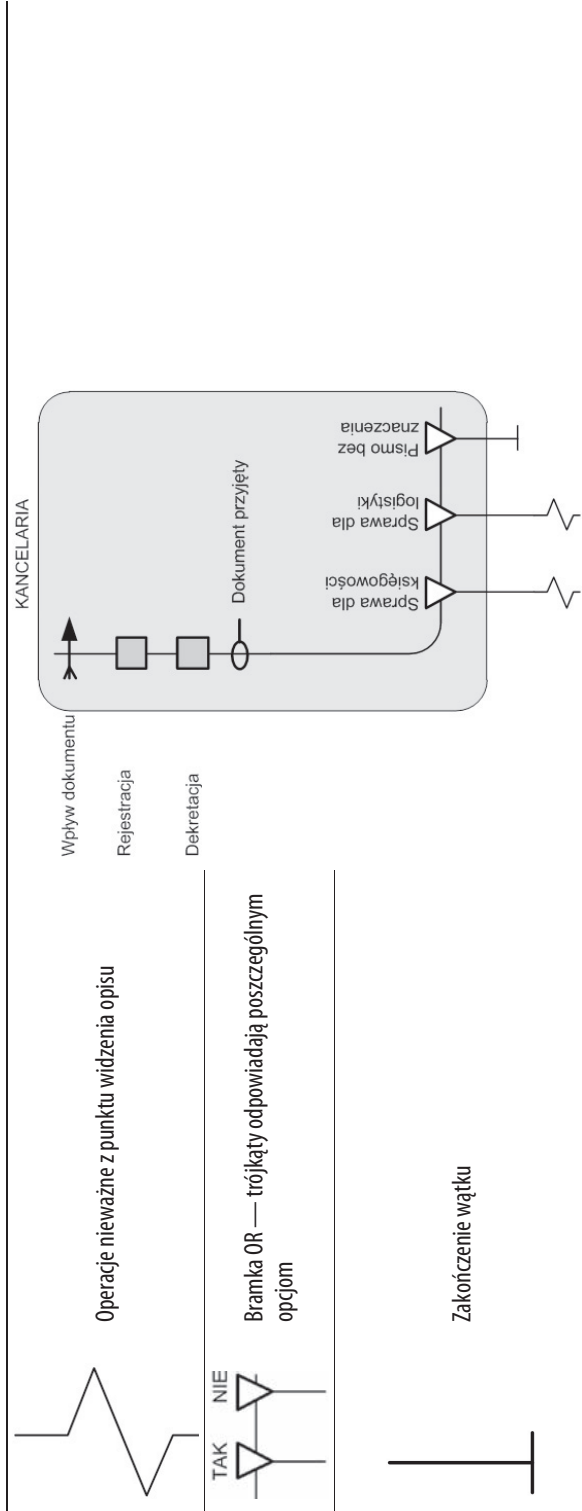 Operacje nieważne z punktu widzenia opisu
TAK
NIE
Bramka OR — trójkąty odpowiadają poszczególnym
opcjom
Zakończenie wątku
KANCELARIA
Wpływ dokumentu
Rejestracja
Dekretacja
Dokument przyjęty
Sprawa dla
księgowości
Sprawa dla
logistyki
Pismo bez
znaczenia